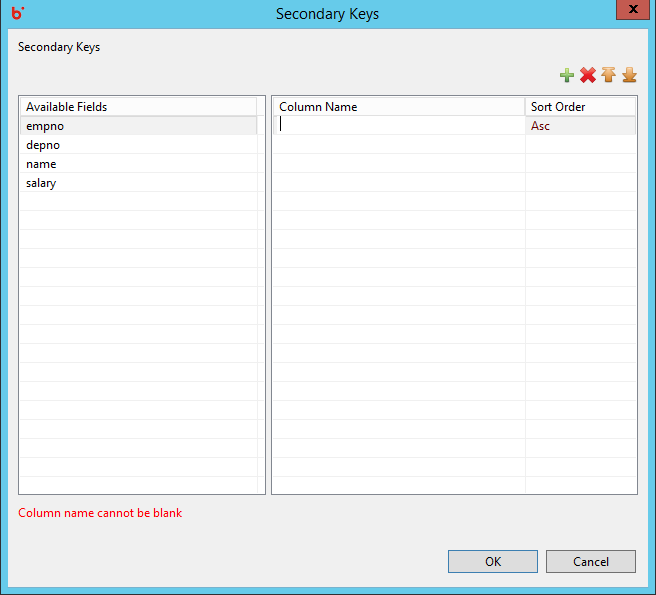 Secondary Keys
Secondary Keys
Available Fields Column Name Sort Order
empno Asc
depno
name
salary
Column name cannot be blank
OK Cancel